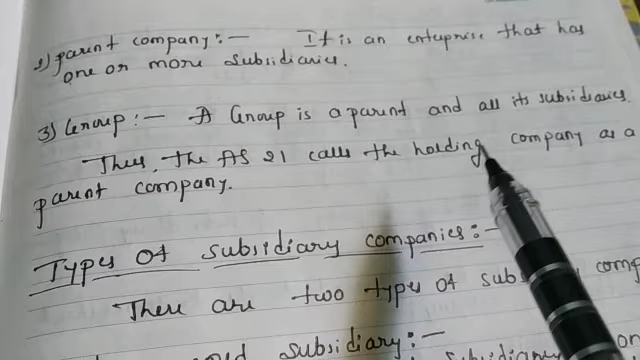 2) parent company:— It is an enteprise that has
one or more subsidiaries.
3) Group:— A Group is a parent and all its subsidiaries.
Thus, the AS 21 calls the holding company as a
parent company.
Types of subsidiary companies:—
There are two types of comp
subsidiary:—